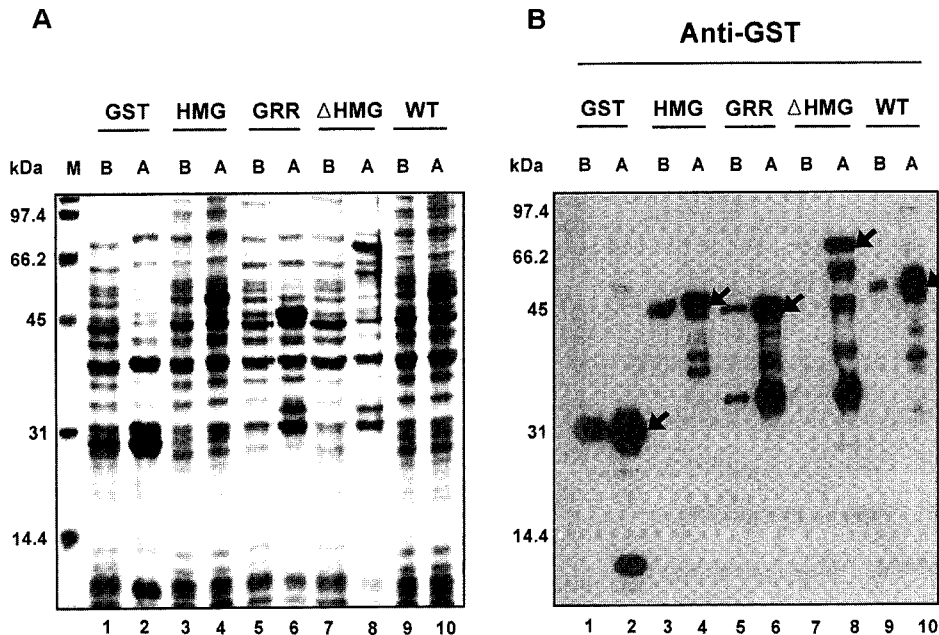 A
GST HMG GRR ΔHMG WT
kDa M B A B A B A B A B A
97.4
66.2
45
31
14.4
1 2 3 4 5 6 7 8 9 10
B
Anti-GST
GST HMG GRR ΔHMG WT
kDa B A B A B A B A B A
97.4
66.2
45
31
14.4
1 2 3 4 5 6 7 8 9 10